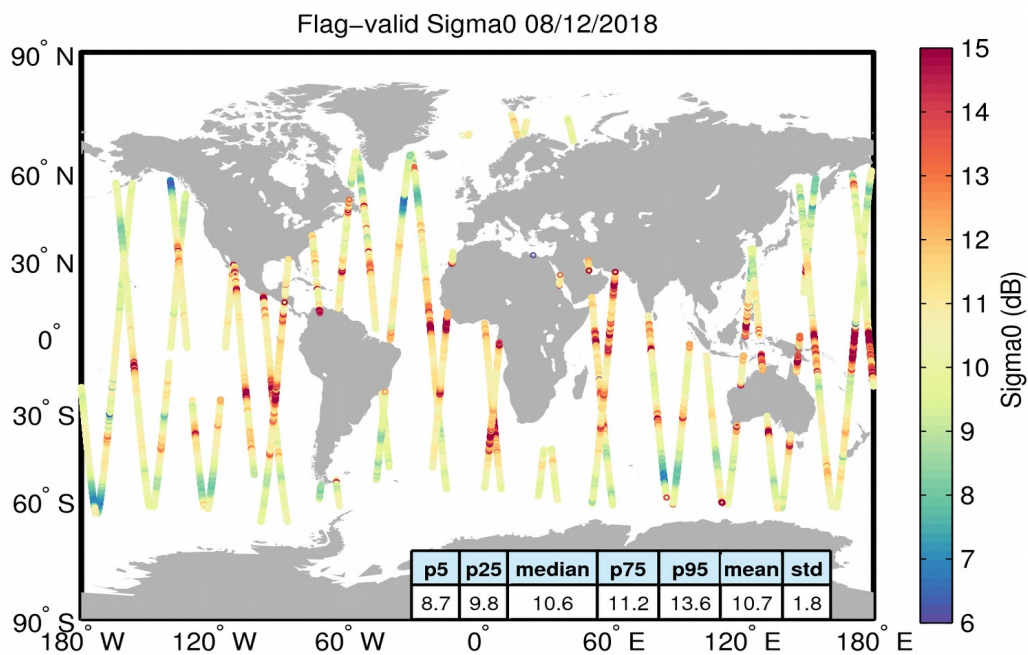 Flag−valid Sigma0 08/12/2018
90° N
60° N
30° N
0°
30° S
60° S
90° S
180° W
120° W
60° W
0°
60° E
120° E
180° E
p5 p25 median p75 p95 mean std
8.7 9.8 10.6 11.2 13.6 10.7 1.8
15
14
13
12
11
10
9
8
7
6
Sigma0 (dB)